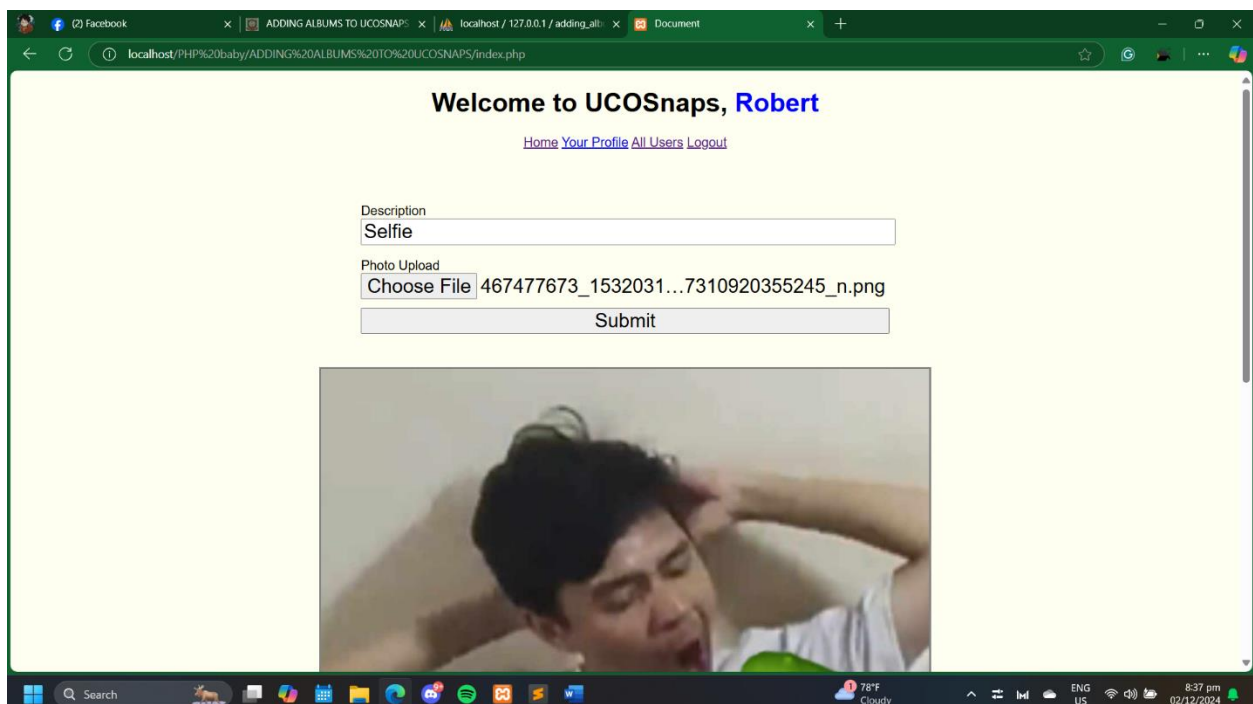 (2) Facebook
ADDING ALBUMS TO UCOSNAPS
localhost / 127.0.0.1 / adding_alb
Document
localhost/PHP%20baby/ADDING%20ALBUMS%20TO%20UCOSNAPS/index.php
Welcome to UCOSnaps, Robert
Home Your Profile All Users Logout
Description
Selfie
Photo Upload
Choose File 467477673_1532031...7310920355245_n.png
Submit
Search
1
78°F
Cloudy
ENG
US
8:37 pm
02/12/2024